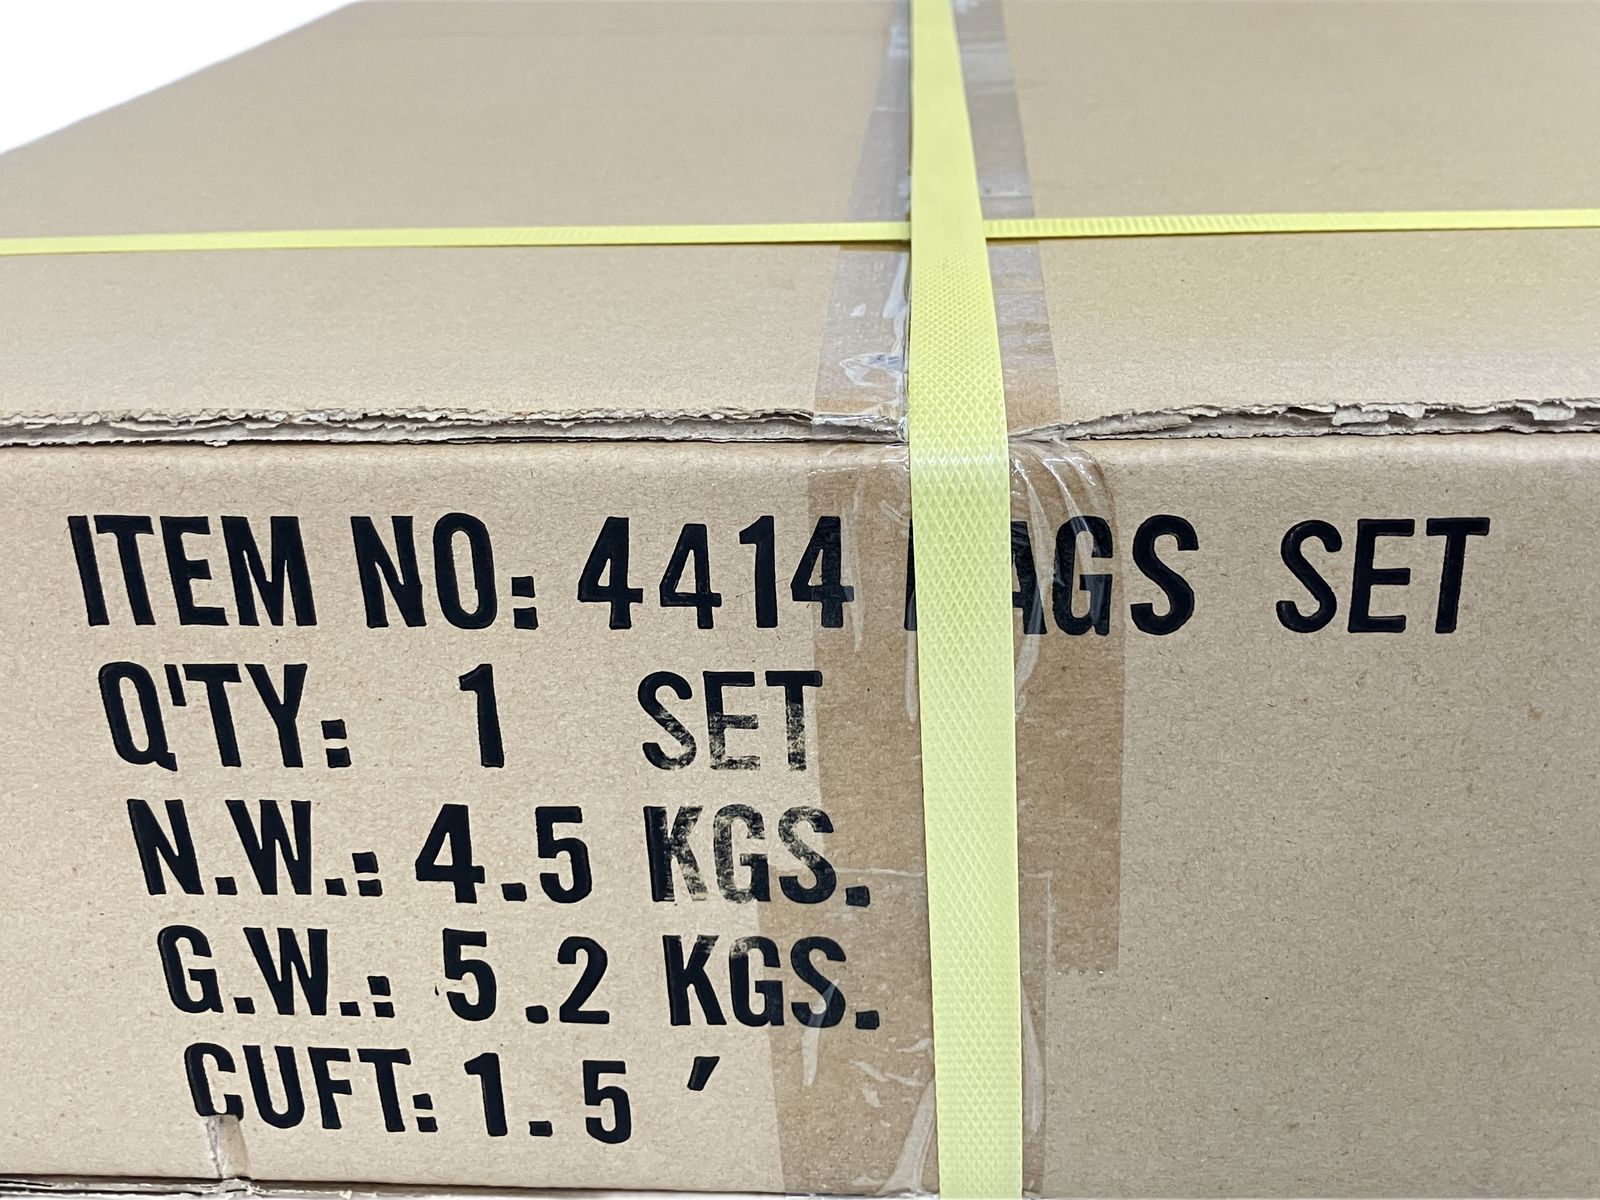 ITEM NO: 4414 AGS SET
Q'TY: 1 SET
N.W.: 4.5 KGS.
G.W.: 5.2 KGS.
CUFT: 1.5 ′